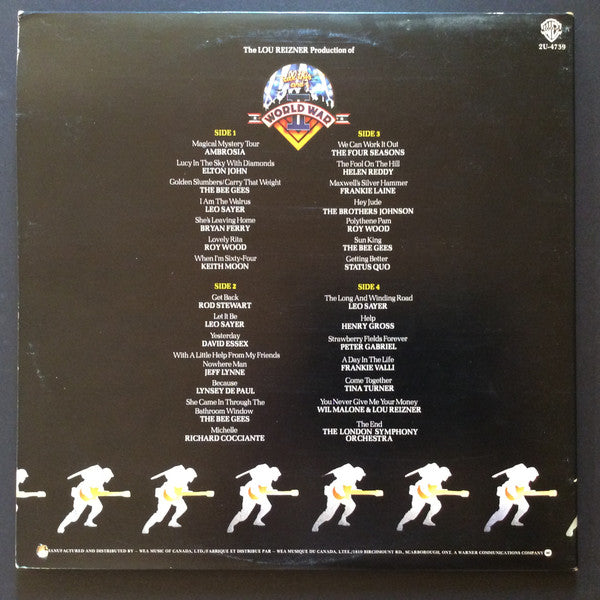 The LOU REIZNER Production of
2U-4739
all this and
WORLD WAR
II
SIDE 1
Magical Mystery Tour
AMBROSIA
Lucy In The Sky With Diamonds
ELTON JOHN
Golden Slumbers/Carry That Weight
THE BEE GEES
I Am The Walrus
LEO SAYER
She's Leaving Home
BRYAN FERRY
Lovely Rita
ROY WOOD
When I'm Sixty-Four
KEITH MOON
SIDE 2
Get Back
ROD STEWART
Let It Be
LEO SAYER
Yesterday
DAVID ESSEX
With A Little Help From My Friends
Nowhere Man
JEFF LYNNE
Because
LYNSEY DE PAUL
She Came In Through The
Bathroom Window
THE BEE GEES
Michelle
RICHARD COCCIANTE
SIDE 3
We Can Work It Out
THE FOUR SEASONS
The Fool On The Hill
HELEN REDDY
Maxwell's Silver Hammer
FRANKIE LAINE
Hey Jude
THE BROTHERS JOHNSON
Polythene Pam
ROY WOOD
Sun King
THE BEE GEES
Getting Better
STATUS QUO
SIDE 4
The Long And Winding Road
LEO SAYER
Help
HENRY GROSS
Strawberry Fields Forever
PETER GABRIEL
A Day In The Life
FRANKIE VALLI
Come Together
TINA TURNER
You Never Give Me Your Money
WIL MALONE & LOU REIZNER
The End
THE LONDON SYMPHONY
ORCHESTRA
MANUFACTURED AND DISTRIBUTED BY – WEA MUSIC OF CANADA, LTD./FABRIQUE ET DISTRIBUE PAR – WEA MUSIQUE DU CANADA, LTEE./1810 BIRCHMOUNT RD., SCARBOROUGH, ONT. A WARNER COMMUNICATIONS COMPANY